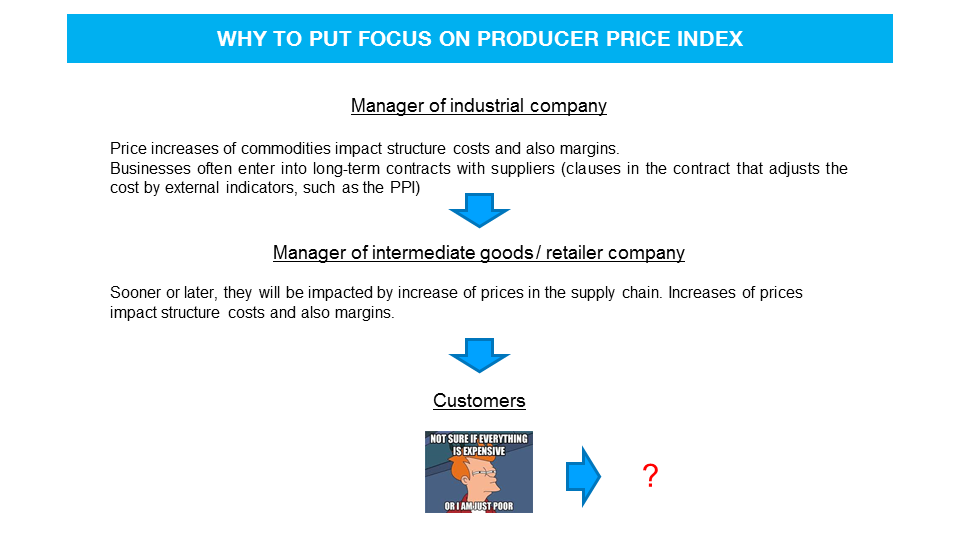 WHY TO PUT FOCUS ON PRODUCER PRICE INDEX
Manager of industrial company
Price increases of commodities impact structure costs and also margins.
Businesses often enter into long-term contracts with suppliers (clauses in the contract that adjusts the
cost by external indicators, such as the PPI)
Manager of intermediate goods / retailer company
Sooner or later, they will be impacted by increase of prices in the supply chain. Increases of prices
impact structure costs and also margins.
Customers
NOT SURE IF EVERYTHING
IS EXPENSIVE
OR I AM JUST POOR
?